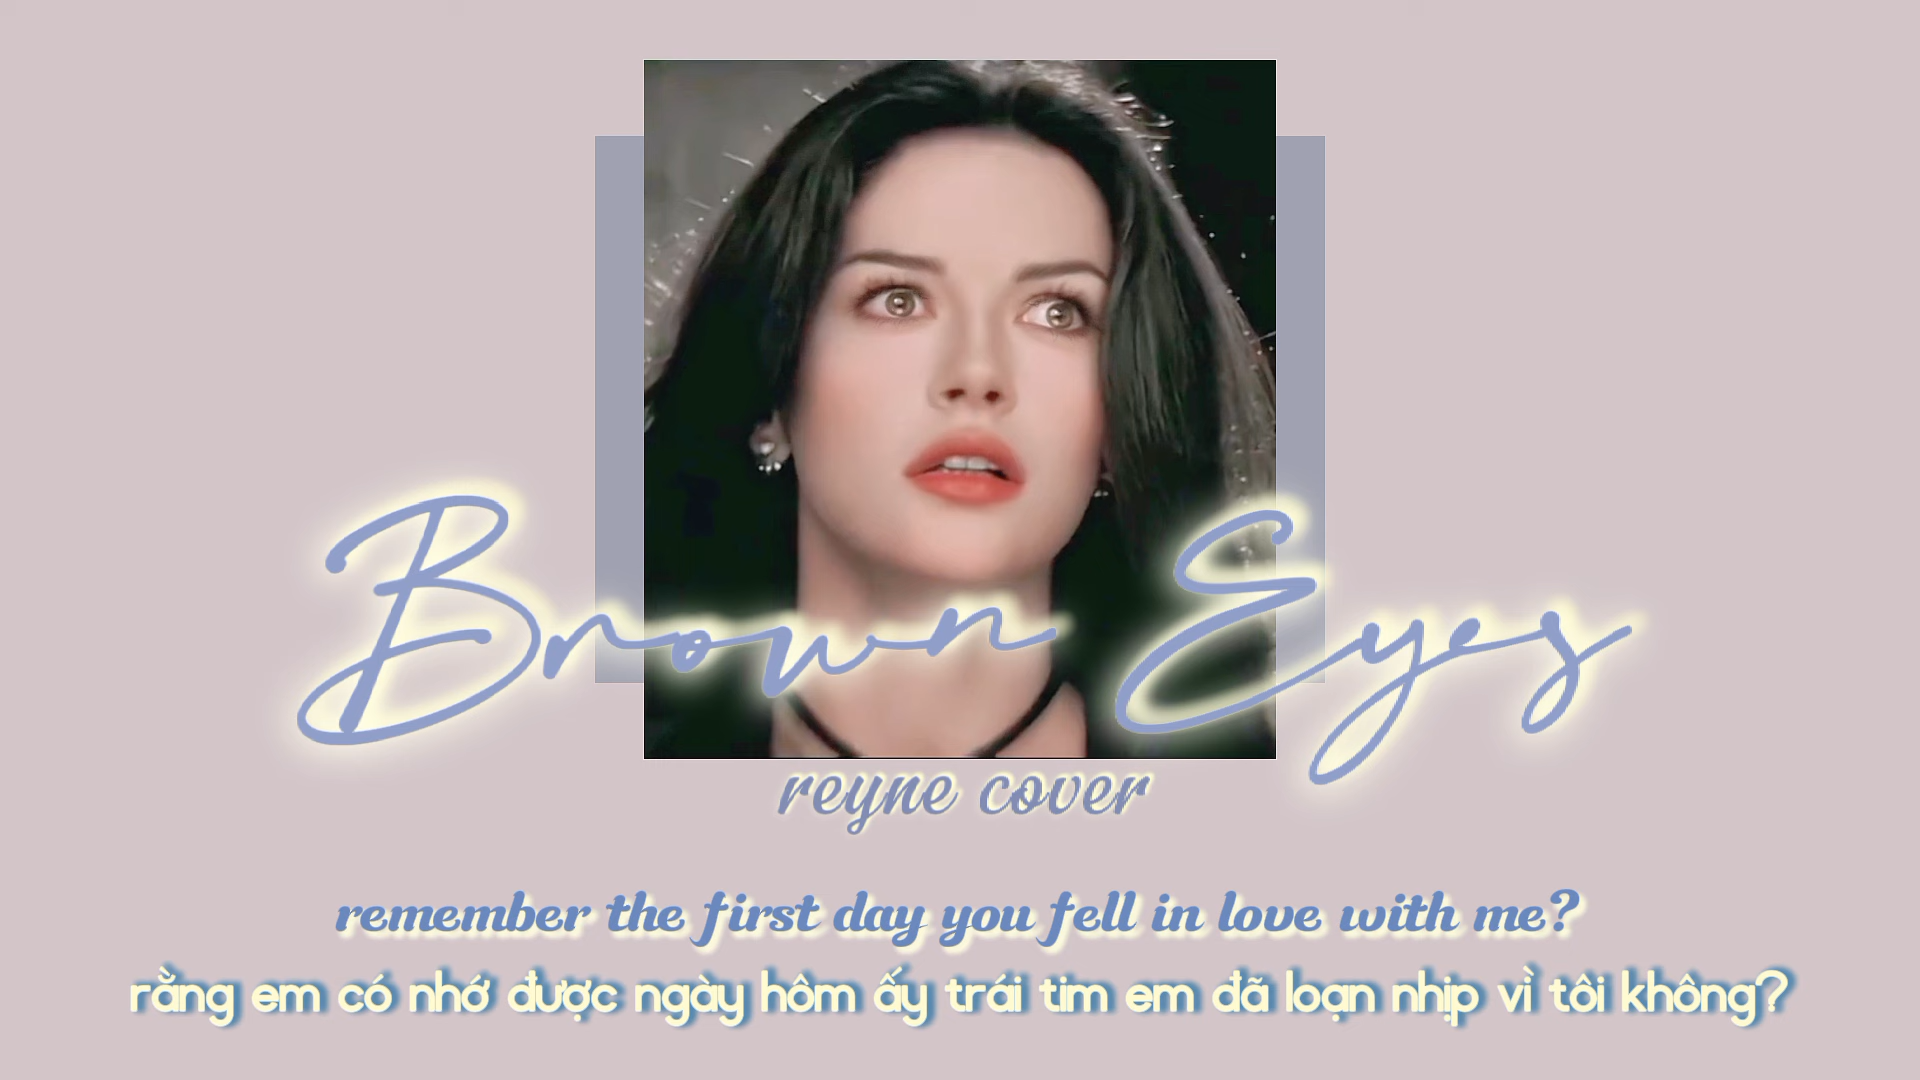 Brown Eyes
reyne cover
remember the first day you fell in love with me?
rằng em có nhớ được ngày hôm ấy trái tim em đã loạn nhịp vì tôi không?